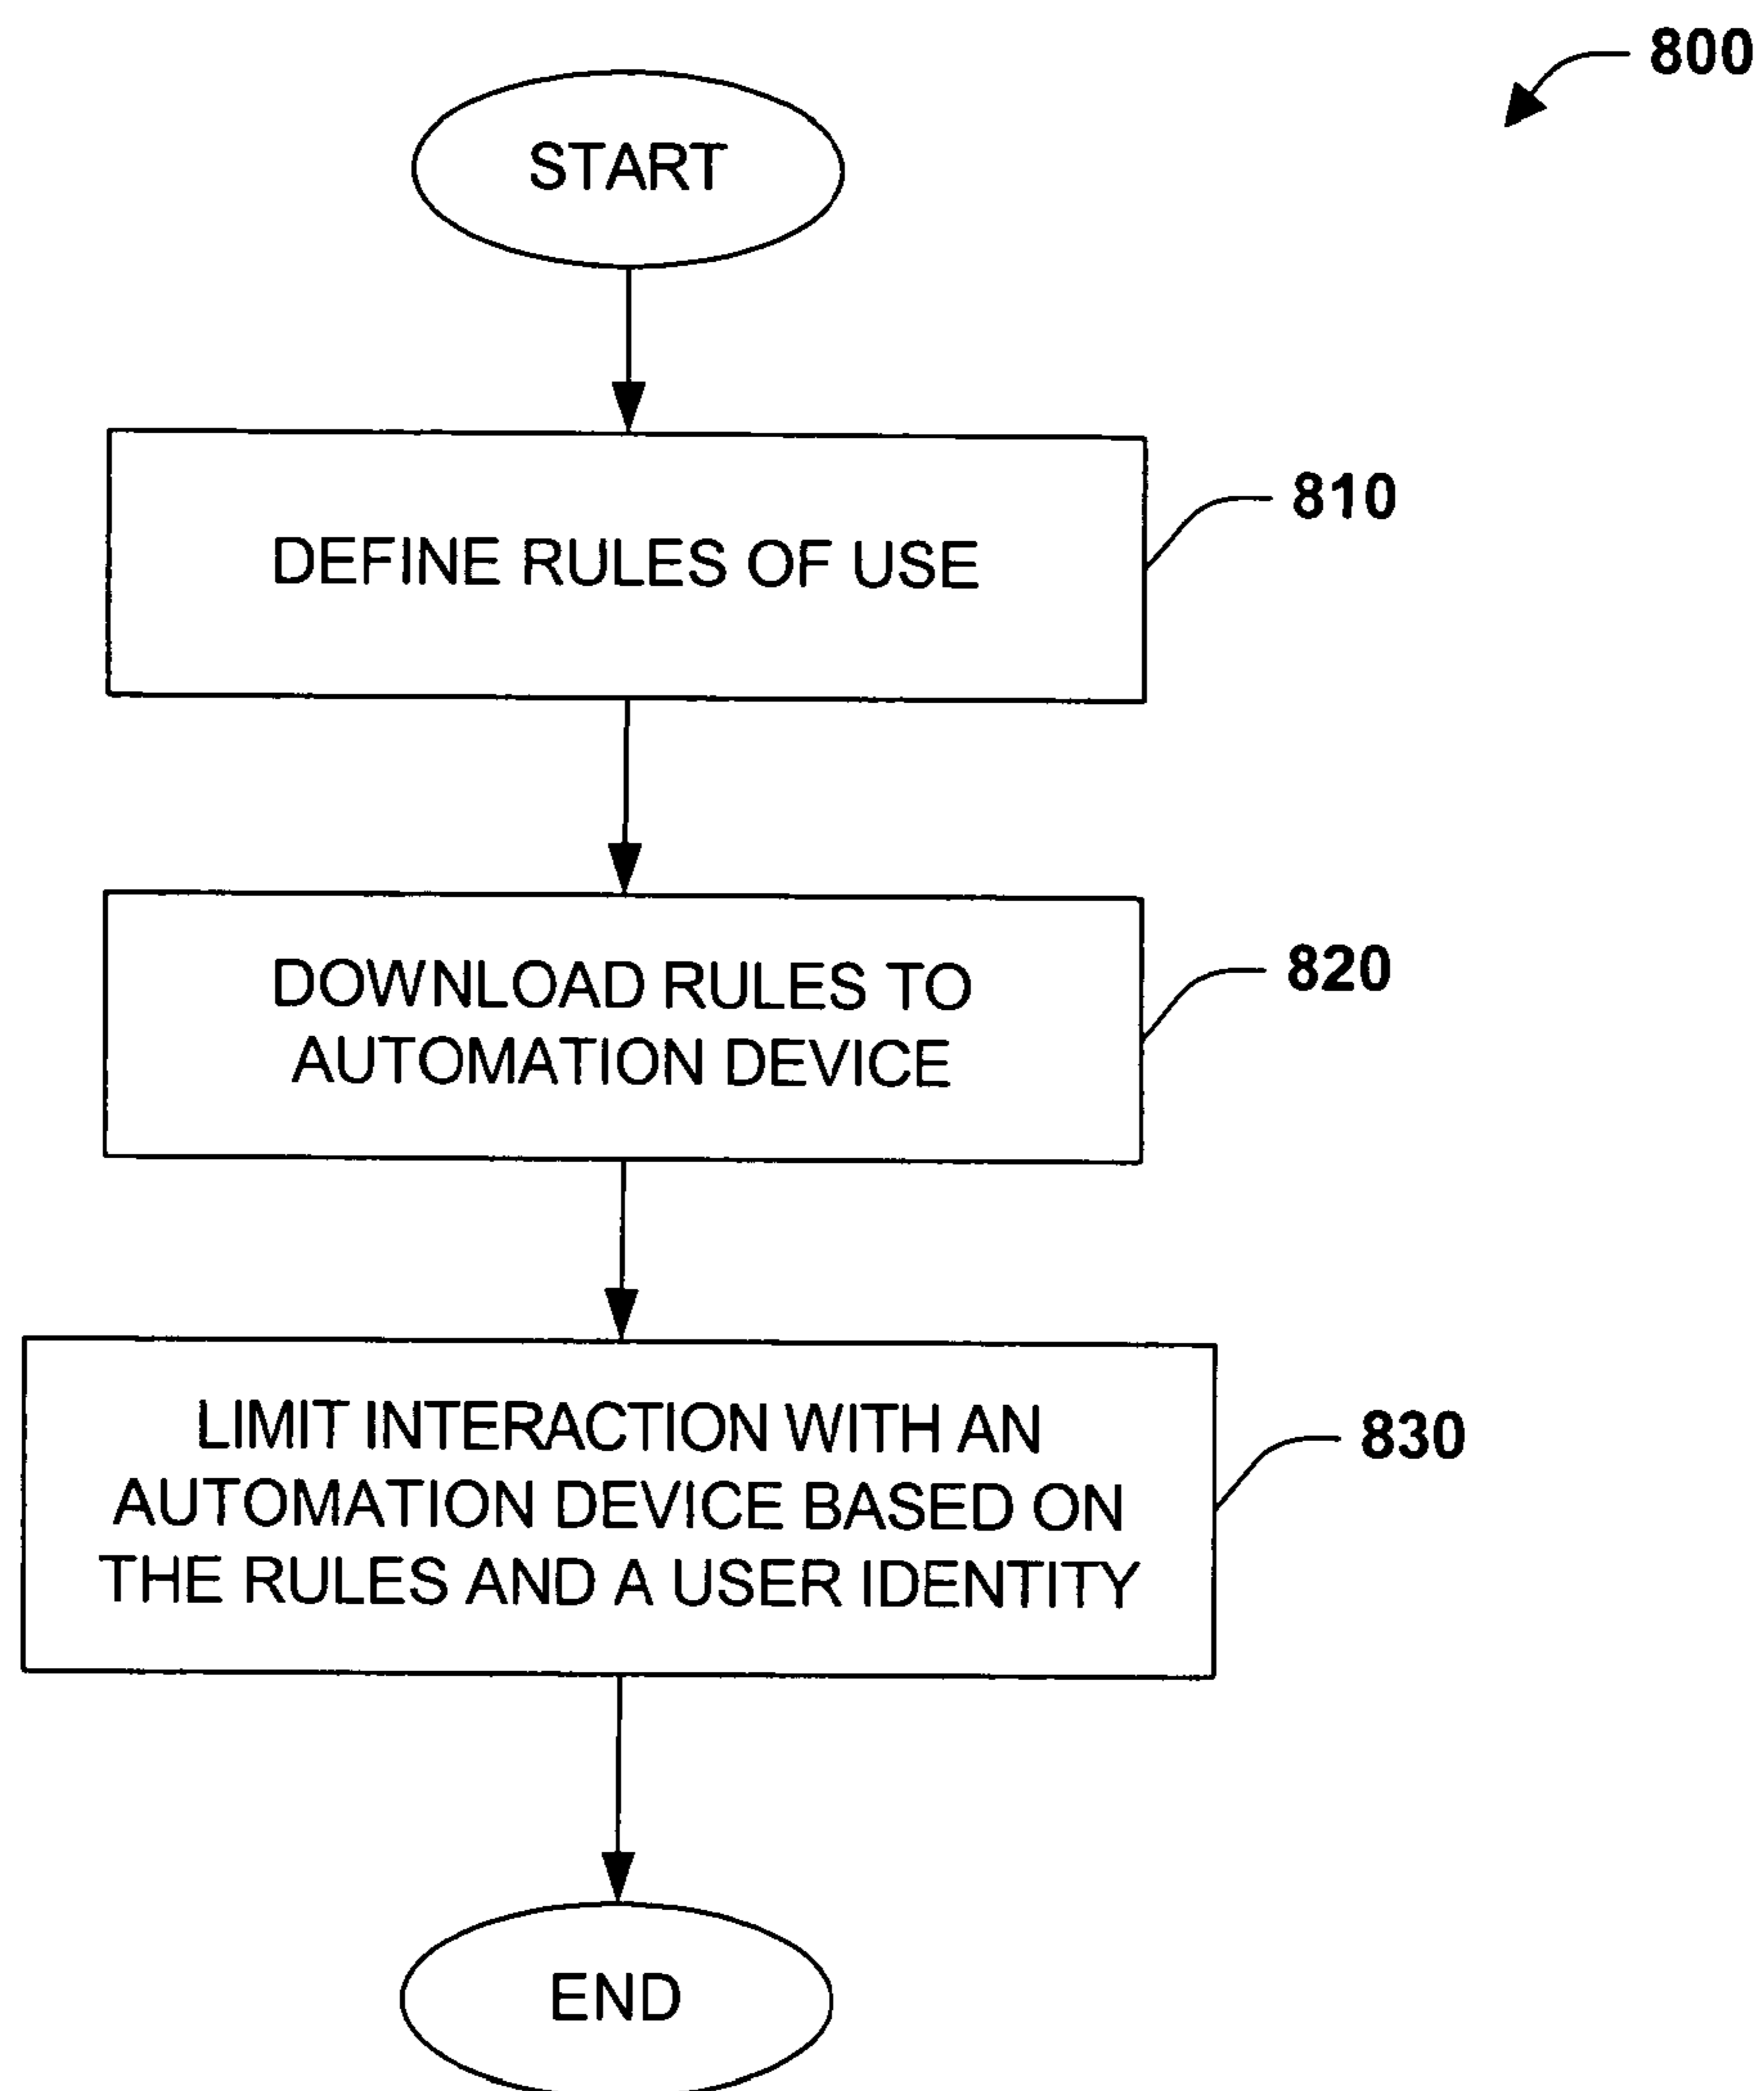 800
START
DEFINE RULES OF USE
810
DOWNLOAD RULES TO
AUTOMATION DEVICE
820
LIMIT INTERACTION WITH AN
AUTOMATION DEVICE BASED ON
THE RULES AND A USER IDENTITY
830
END